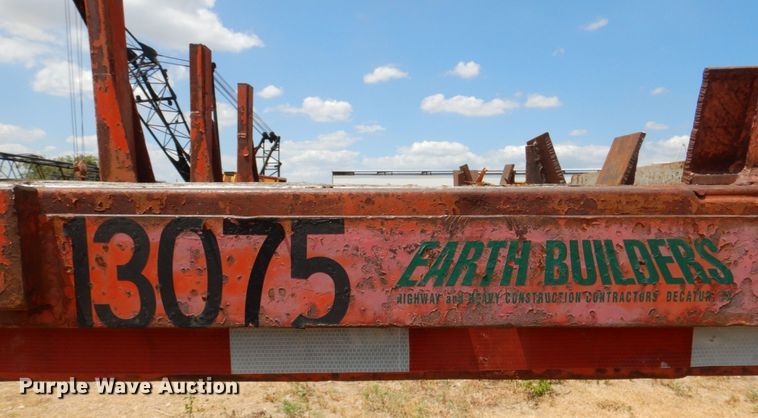 13075
EARTH BUILDERS
HIGHWAY and HEAVY CONSTRUCTION CONTRACTORS DECATUR
Purple Wave Auction